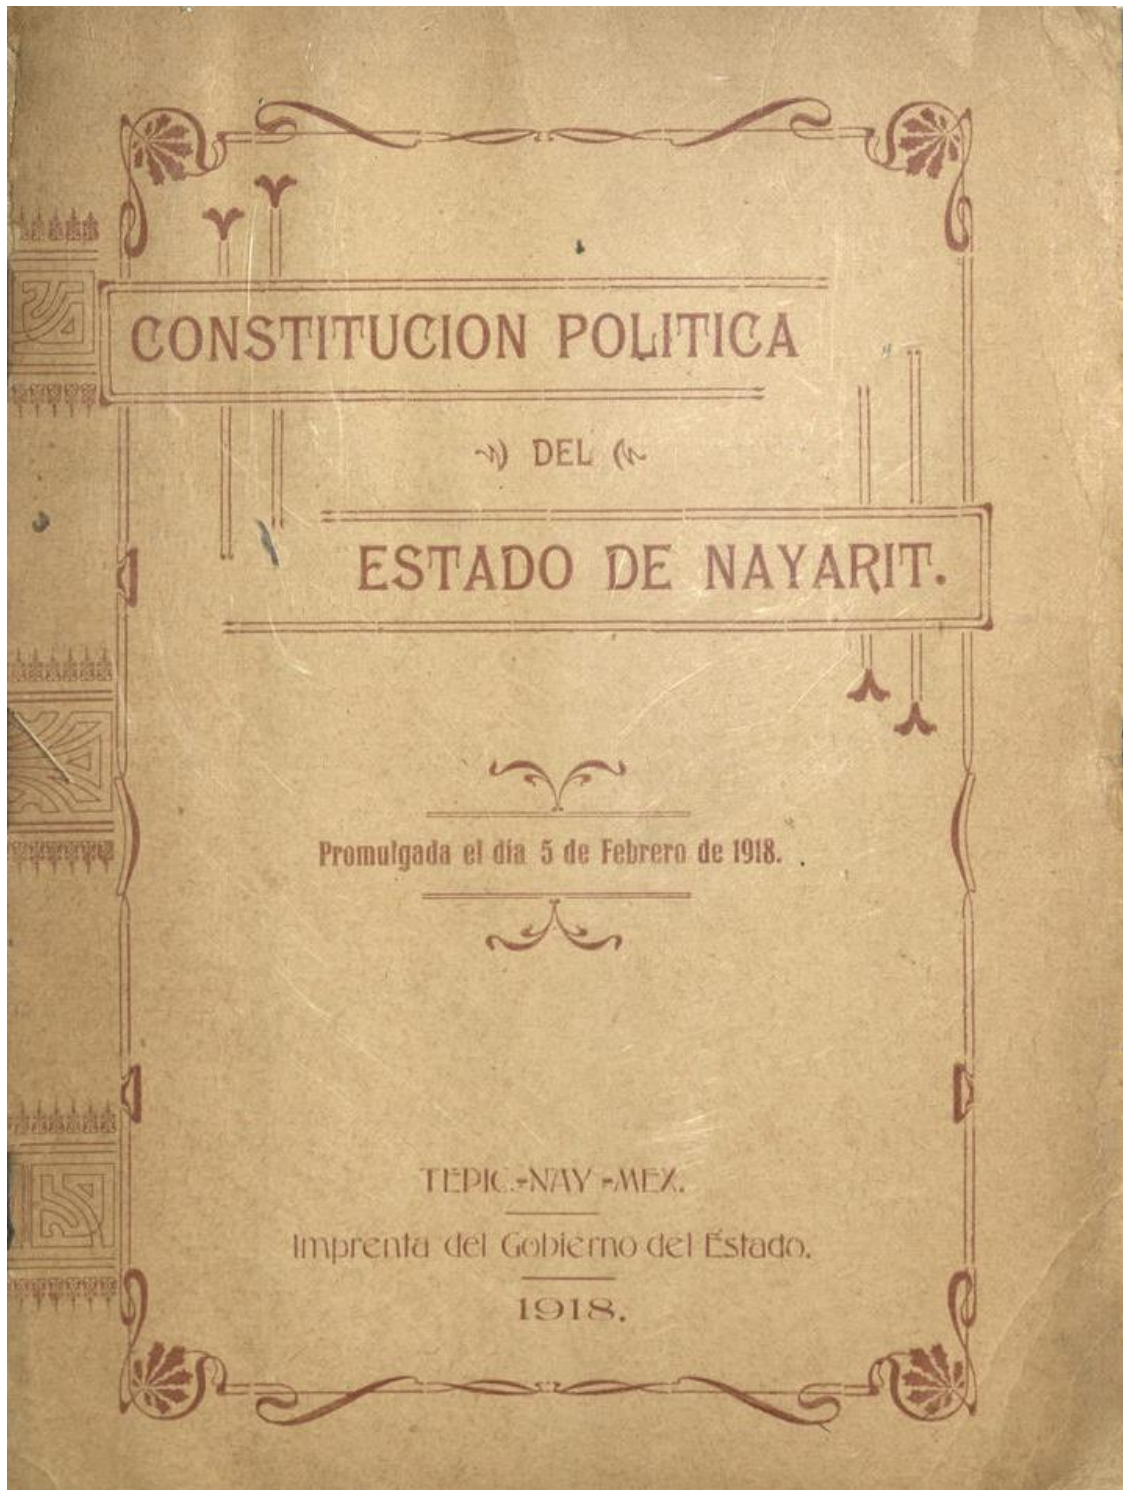 CONSTITUCION POLITICA
DEL
ESTADO DE NAYARIT.
Promulgada el día 5 de Febrero de 1918.
TEPIC.-NAY-MEX.
Imprenta del Gobierno del Estado.
1918.